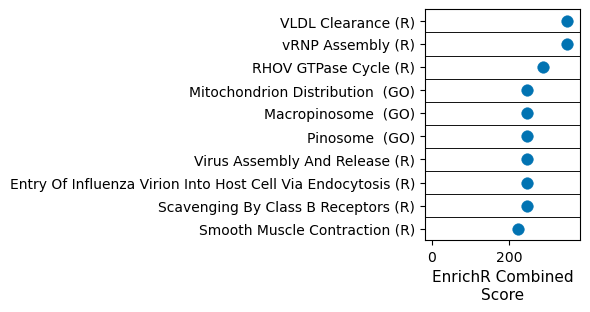 VLDL Clearance (R)
vRNP Assembly (R)
RHOV GTPase Cycle (R)
Mitochondrion Distribution  (GO)
Macropinosome  (GO)
Pinosome  (GO)
Virus Assembly And Release (R)
Entry Of Influenza Virion Into Host Cell Via Endocytosis (R)
Scavenging By Class B Receptors (R)
Smooth Muscle Contraction (R)
0 200
EnrichR Combined
Score